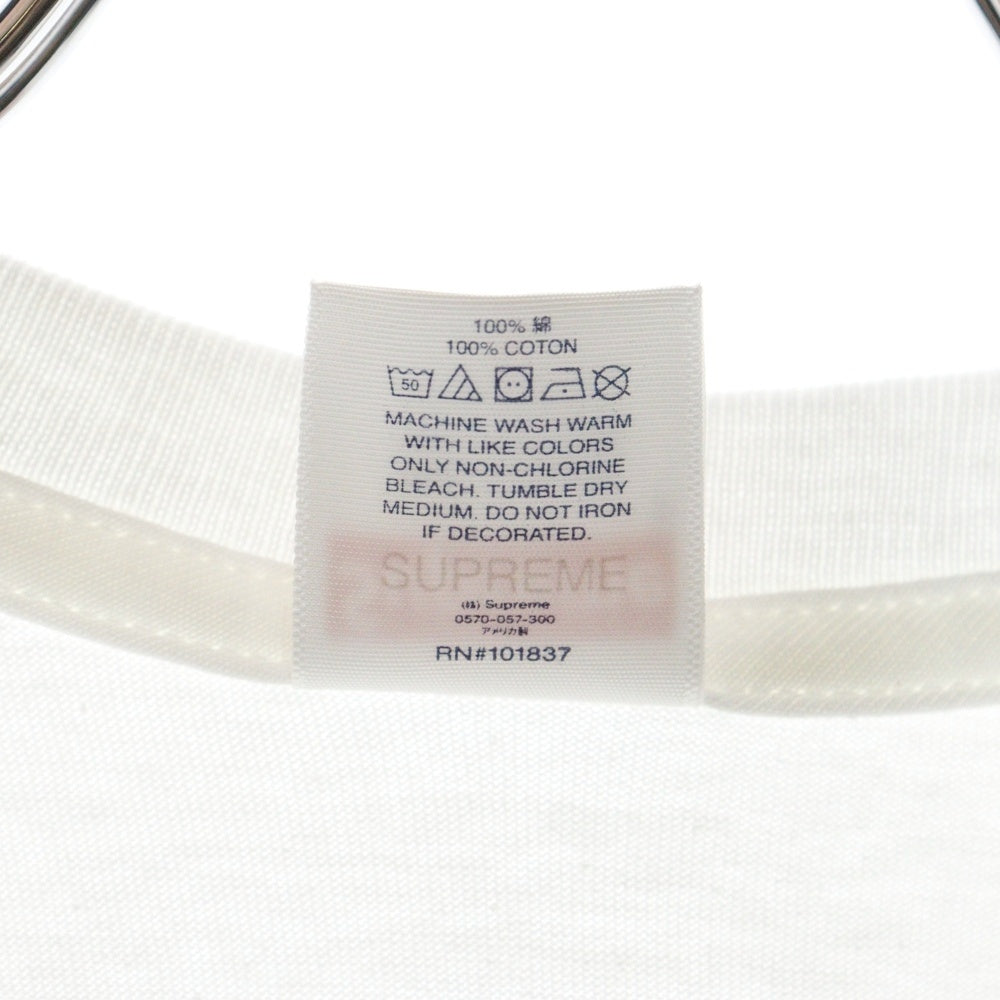 100% 綿
100% COTON
50
MACHINE WASH WARM
WITH LIKE COLORS
ONLY NON-CHLORINE
BLEACH. TUMBLE DRY
MEDIUM. DO NOT IRON
IF DECORATED.
SUPREME
(株) Supreme
0570-057-300
アメリカ製
RN#101837